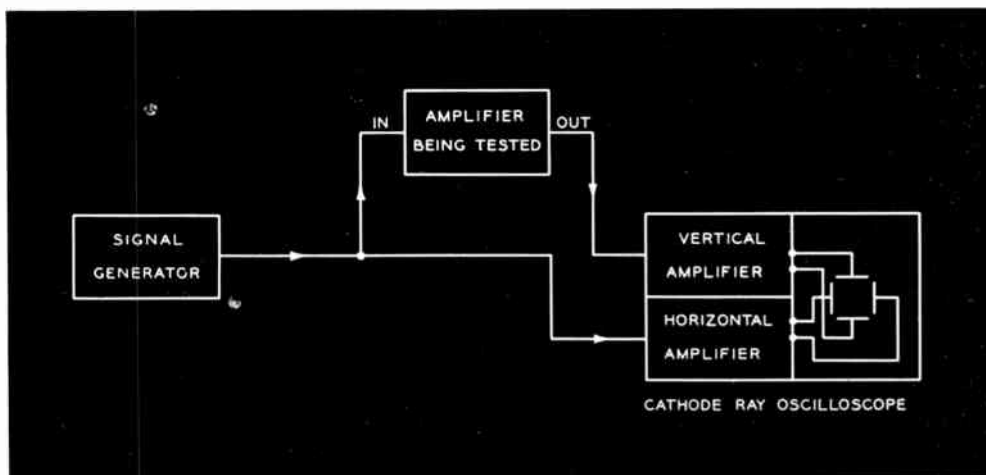 AMPLIFIER
BEING TESTED
IN
OUT
SIGNAL
GENERATOR
VERTICAL
AMPLIFIER
HORIZONTAL
AMPLIFIER
CATHODE RAY OSCILLOSCOPE